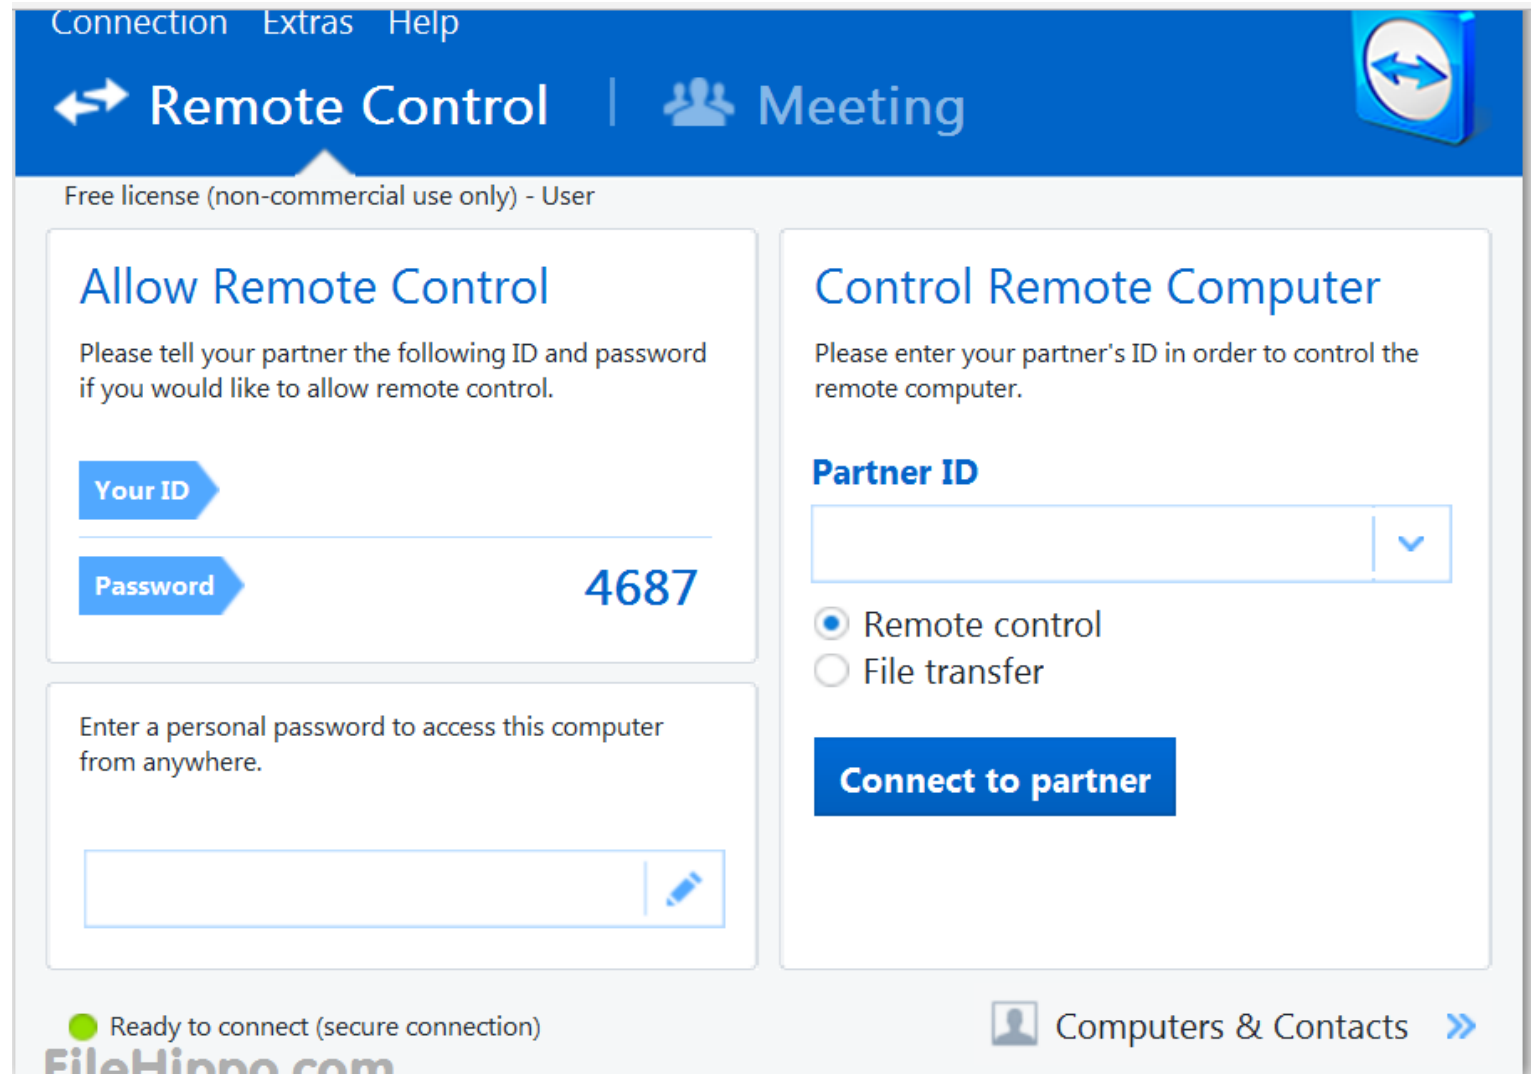 Connection Extras Help
Remote Control Meeting
Free license (non-commercial use only) - User
Allow Remote Control
Please tell your partner the following ID and password
if you would like to allow remote control.
Your ID
Password 4687
Enter a personal password to access this computer
from anywhere.
Control Remote Computer
Please enter your partner's ID in order to control the
remote computer.
Partner ID
Remote control
File transfer
Connect to partner
Ready to connect (secure connection)
Computers & Contacts
FileHippo.com